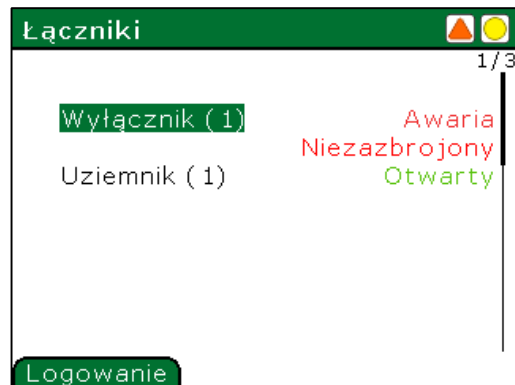 Łączniki
1/3
Wyłącznik (1) Awaria
Niezazbrojony
Uziemnik (1) Otwarty
Logowanie